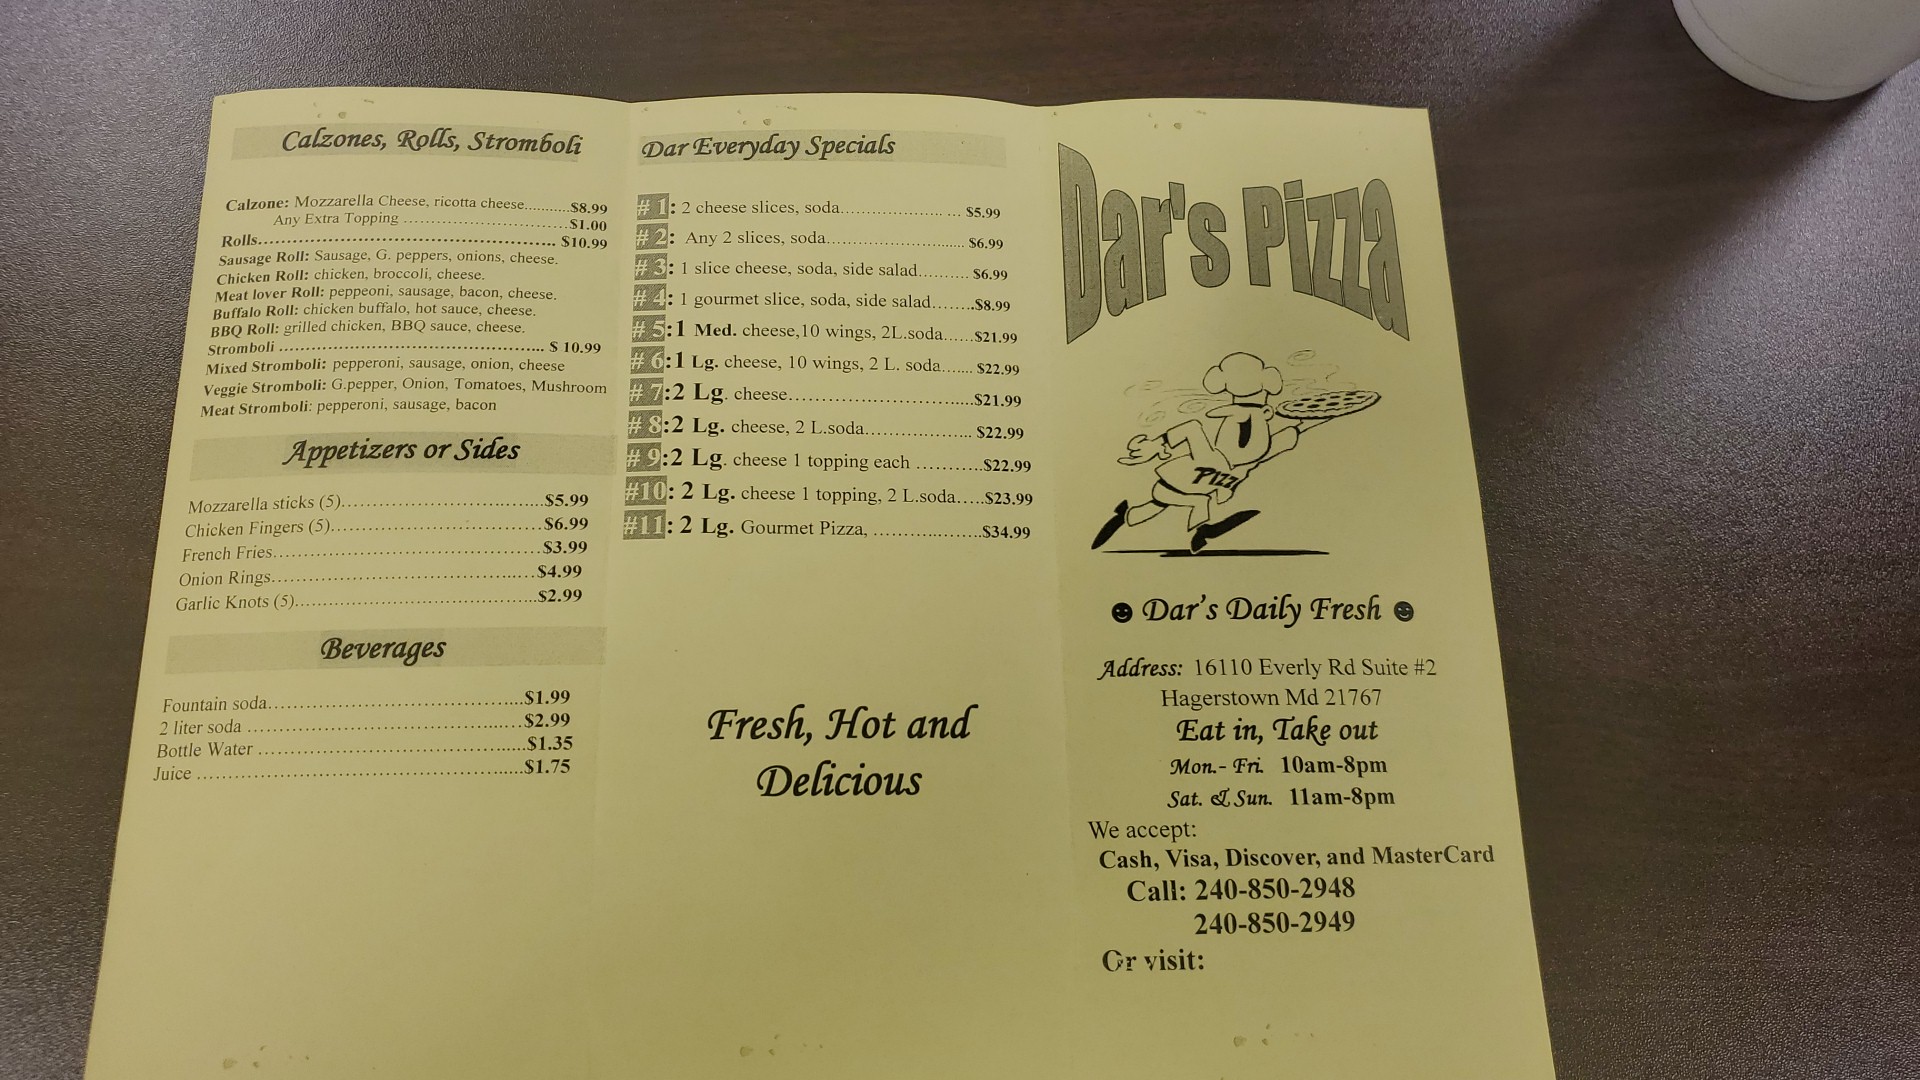 Calzones, Rolls, Stromboli
Calzone: Mozzarella Cheese, ricotta cheese...........$8.99
Any Extra Topping ................................$1.00
Rolls.......................................................... $10.99
Sausage Roll: Sausage, G. peppers, onions, cheese.
Chicken Roll: chicken, broccoli, cheese.
Meat lover Roll: peppeoni, sausage, bacon, cheese.
Buffalo Roll: chicken buffalo, hot sauce, cheese.
BBQ Roll: grilled chicken, BBQ sauce, cheese.
Stromboli .................................................... $ 10.99
Mixed Stromboli: pepperoni, sausage, onion, cheese
Veggie Stromboli: G.pepper, Onion, Tomatoes, Mushroom
Meat Stromboli: pepperoni, sausage, bacon
Appetizers or Sides
Mozzarella sticks (5)..................................$5.99
Chicken Fingers (5)...................................$6.99
French Fries.............................................$3.99
Onion Rings............................................$4.99
Garlic Knots (5)........................................$2.99
Beverages
Fountain soda..........................................$1.99
2 liter soda .............................................$2.99
Bottle Water ............................................$1.35
Juice .....................................................$1.75
Dar Everyday Specials
# 1: 2 cheese slices, soda.................... ... $5.99
# 2: Any 2 slices, soda........................... $6.99
# 3: 1 slice cheese, soda, side salad......... $6.99
# 4: 1 gourmet slice, soda, side salad.......$8.99
# 5:1 Med. cheese,10 wings, 2L.soda......$21.99
# 6:1 Lg. cheese, 10 wings, 2 L. soda....... $22.99
# 7:2 Lg. cheese.................................$21.99
# 8:2 Lg. cheese, 2 L.soda.................... $22.99
# 9:2 Lg. cheese 1 topping each ...........$22.99
#10: 2 Lg. cheese 1 topping, 2 L.soda.....$23.99
#11: 2 Lg. Gourmet Pizza, ...................$34.99
Fresh, Hot and
Delicious
Dar's Pizza
PIZZ
☻ Dar's Daily Fresh ☻
Address: 16110 Everly Rd Suite #2
Hagerstown Md 21767
Eat in, Take out
Mon.- Fri. 10am-8pm
Sat. & Sun. 11am-8pm
We accept:
Cash, Visa, Discover, and MasterCard
Call: 240-850-2948
240-850-2949
Or visit: